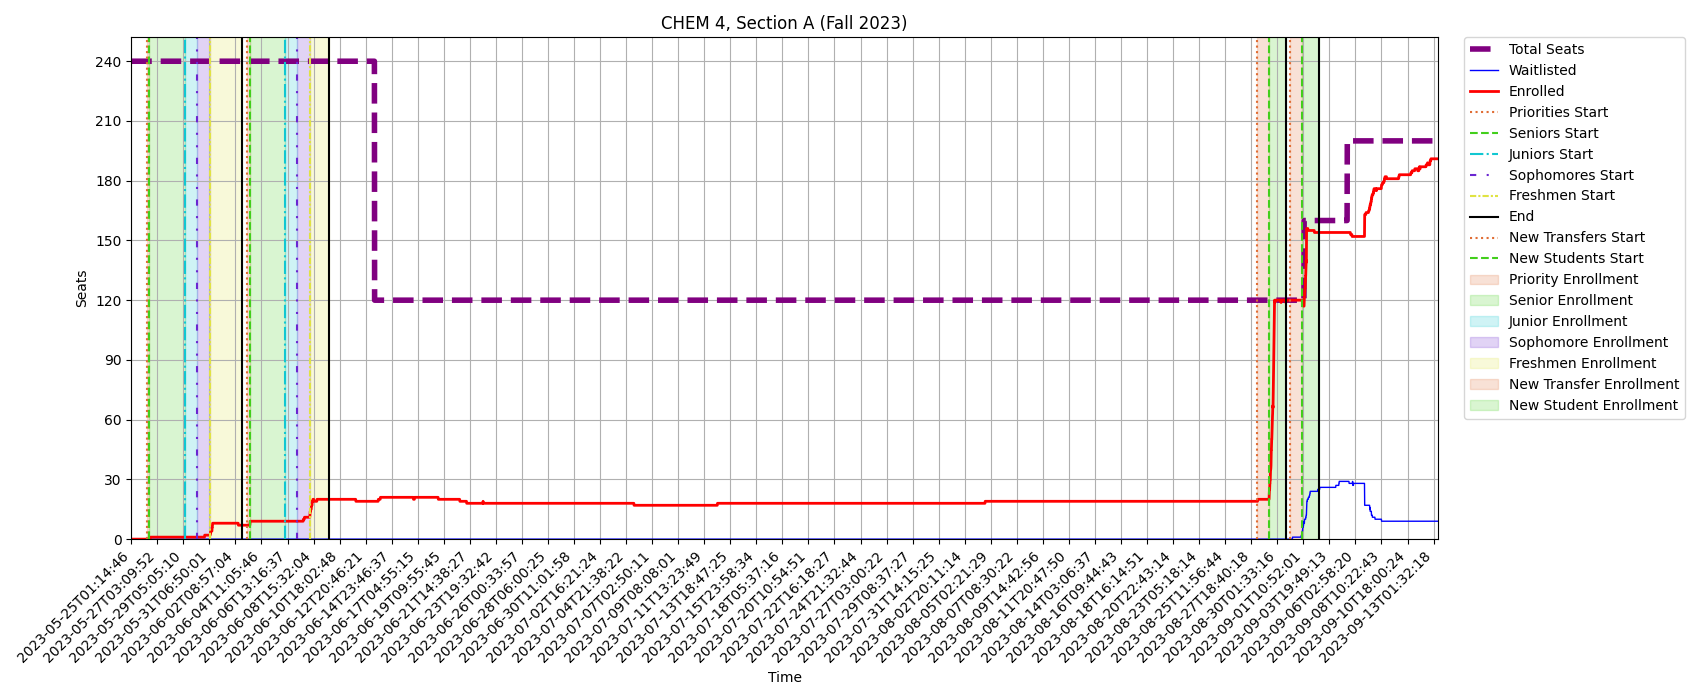 CHEM 4, Section A (Fall 2023)
Seats
240
210
180
150
120
90
60
30
0
2023-05-25T01:14:46
2023-05-27T03:09:52
2023-05-29T05:05:10
2023-05-31T06:50:01
2023-06-02T08:57:04
2023-06-04T11:05:46
2023-06-06T13:16:37
2023-06-08T15:32:04
2023-06-10T18:02:48
2023-06-12T20:46:21
2023-06-14T23:46:37
2023-06-17T04:55:15
2023-06-19T09:55:45
2023-06-21T14:38:27
2023-06-23T19:32:42
2023-06-26T00:33:57
2023-06-28T06:00:25
2023-06-30T11:01:58
2023-07-02T16:21:24
2023-07-04T21:38:22
2023-07-07T02:50:11
2023-07-09T08:08:01
2023-07-11T13:23:49
2023-07-13T18:47:25
2023-07-15T23:58:34
2023-07-18T05:37:16
2023-07-20T10:54:51
2023-07-22T16:18:27
2023-07-24T21:32:44
2023-07-27T03:00:22
2023-07-29T08:37:27
2023-07-31T14:15:25
2023-08-02T20:11:14
2023-08-05T02:21:29
2023-08-07T08:30:22
2023-08-09T14:42:56
2023-08-11T20:47:50
2023-08-14T03:06:37
2023-08-16T09:44:43
2023-08-18T16:14:51
2023-08-20T22:43:14
2023-08-23T05:18:14
2023-08-25T11:56:44
2023-08-27T18:40:18
2023-08-30T01:33:16
2023-09-01T10:52:01
2023-09-03T19:49:13
2023-09-06T02:58:20
2023-09-08T10:22:43
2023-09-10T18:00:24
2023-09-13T01:32:18
Time
Total Seats
Waitlisted
Enrolled
Priorities Start
Seniors Start
Juniors Start
Sophomores Start
Freshmen Start
End
New Transfers Start
New Students Start
Priority Enrollment
Senior Enrollment
Junior Enrollment
Sophomore Enrollment
Freshmen Enrollment
New Transfer Enrollment
New Student Enrollment